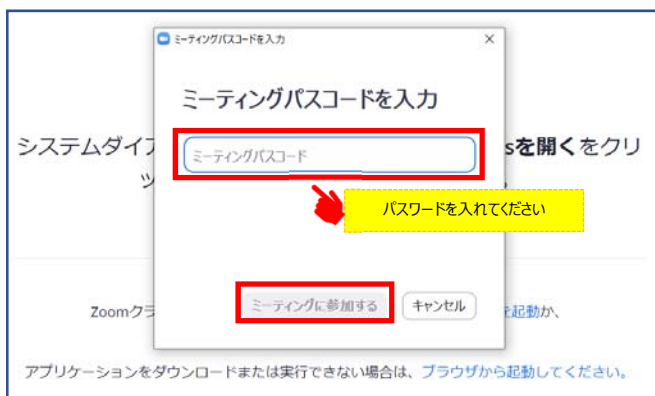 ミーティングパスコードを入力
ミーティングパスコードを入力
システムダイア
sを開くをクリ
ミーティングパスコード
ツ
パスワードを入れてください
ミーティングに参加する
キャンセル
Zoomクラ
を起動か、
アプリケーションをダウンロードまたは実行できない場合は、ブラウザから起動してください。